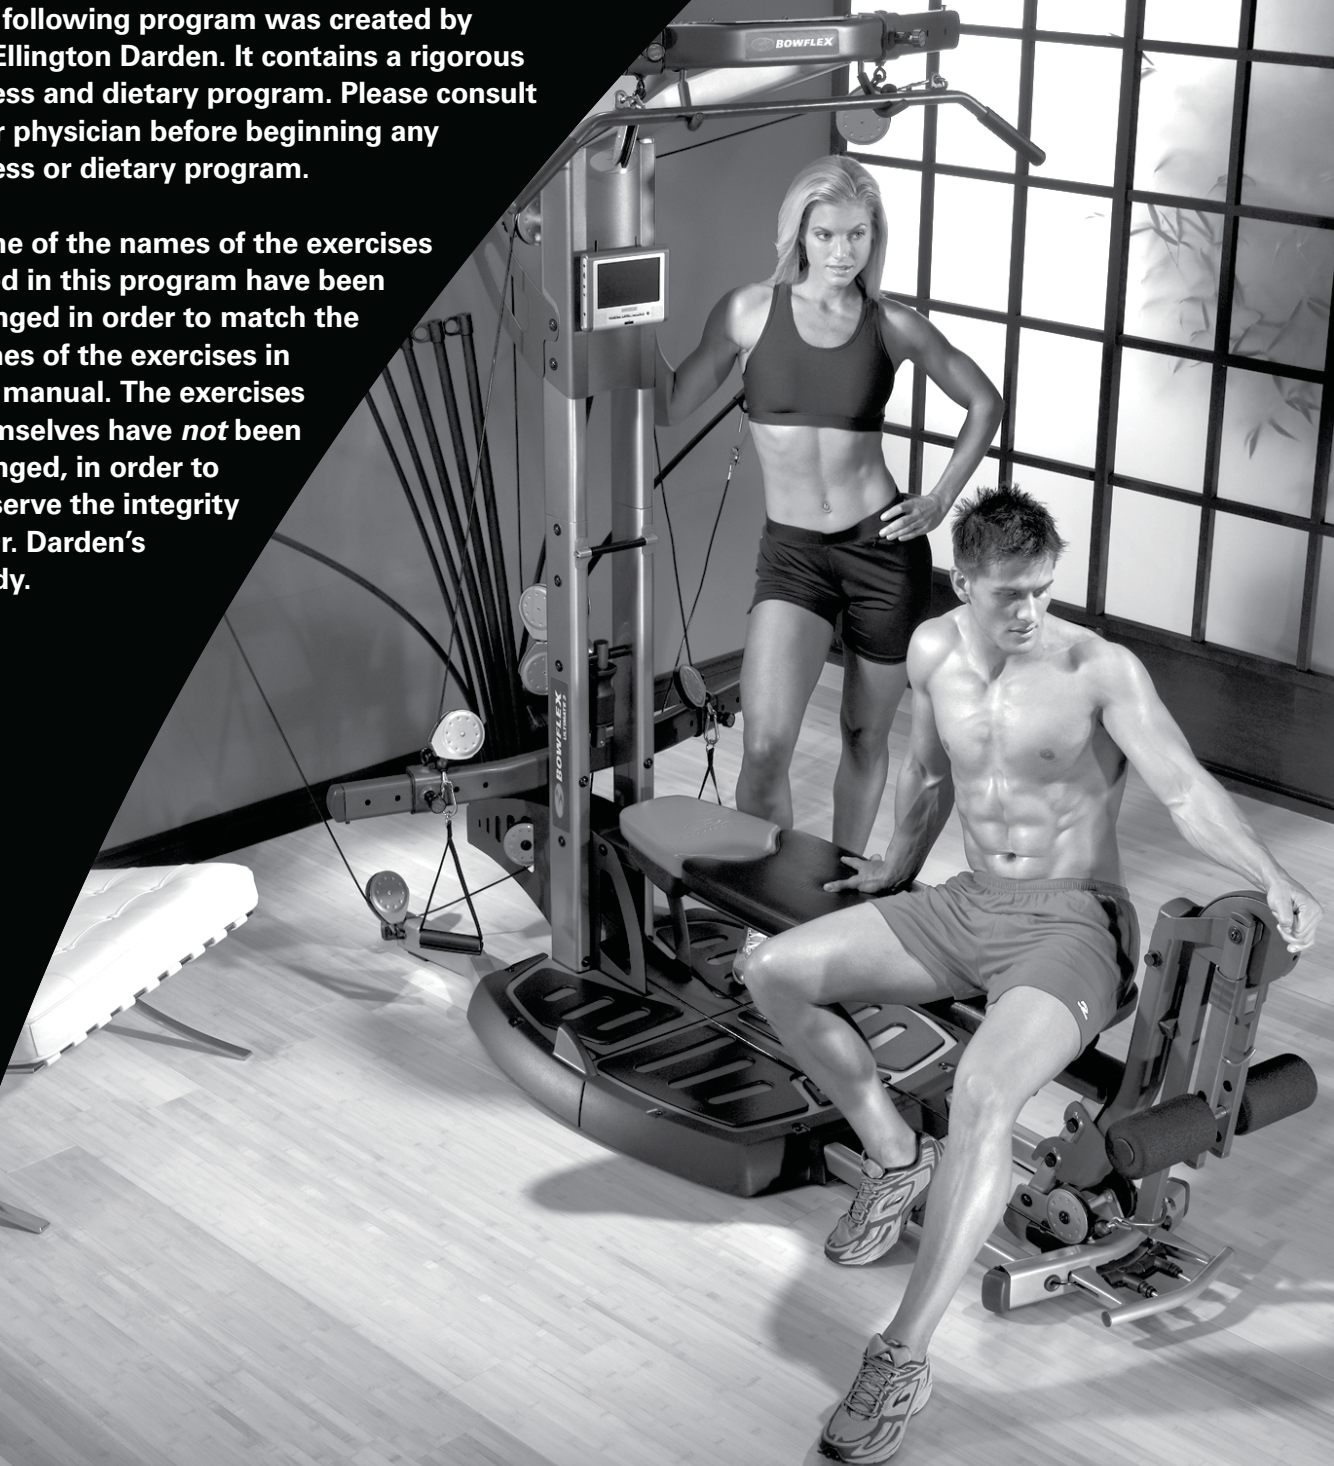 following program was created by
Ellington Darden. It contains a rigorous
ess and dietary program. Please consult
r physician before beginning any
ess or dietary program.
ne of the names of the exercises
d in this program have been
nged in order to match the
nes of the exercises in
manual. The exercises
mselves have not been
nged, in order to
serve the integrity
r. Darden's
dy.
BOWFLEX
BOWFLEX
ULTIMATE 2